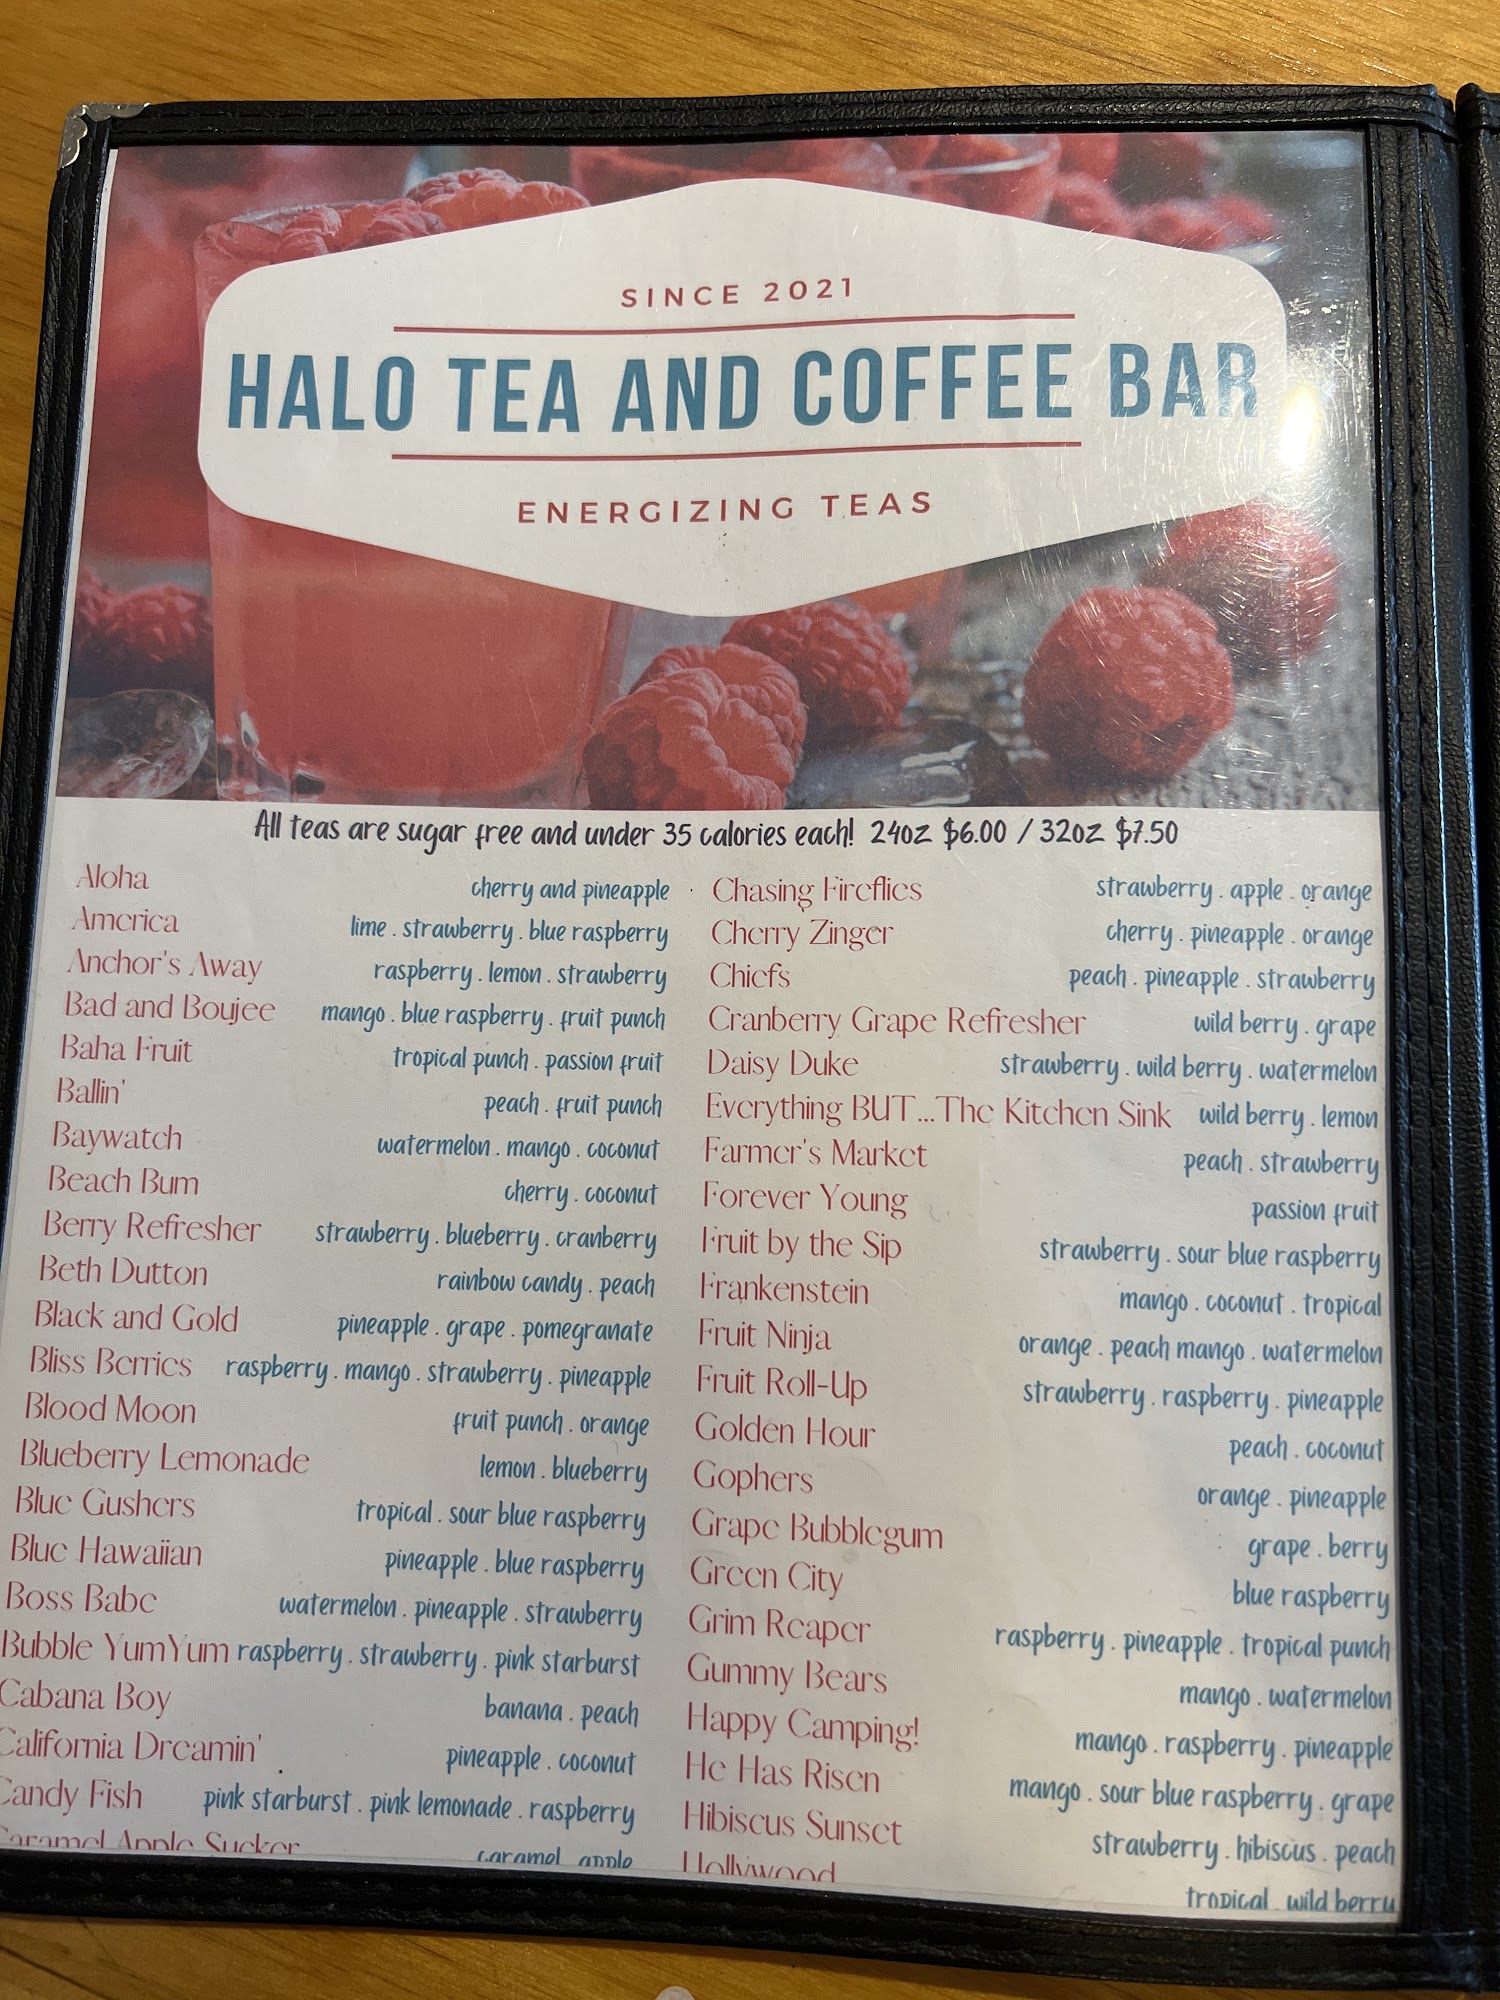 SINCE 2021
HALO TEA AND COFFEE BAR
ENERGIZING TEAS
All teas are sugar free and under 35 calories each! 24oz $6.00 / 32oz $7.50
Aloha cherry and pineapple
America lime . strawberry . blue raspberry
Anchor's Away raspberry . lemon . strawberry
Bad and Boujee mango . blue raspberry . fruit punch
Baha Fruit tropical punch . passion fruit
Ballin' peach . fruit punch
Baywatch watermelon . mango . coconut
Beach Bum cherry . coconut
Berry Refresher strawberry . blueberry . cranberry
Beth Dutton rainbow candy . peach
Black and Gold pineapple . grape . pomegranate
Bliss Berries raspberry . mango . strawberry . pineapple
Blood Moon fruit punch . orange
Blueberry Lemonade lemon . blueberry
Blue Gushers tropical . sour blue raspberry
Blue Hawaiian pineapple . blue raspberry
Boss Babe watermelon . pineapple . strawberry
Bubble YumYum raspberry . strawberry . pink starburst
Cabana Boy banana . peach
California Dreamin' pineapple . coconut
Candy Fish pink starburst . pink lemonade . raspberry
Caramel Apple Sucker caramel . apple
Chasing Fireflies strawberry . apple . orange
Cherry Zinger cherry . pineapple . orange
Chiefs peach . pineapple . strawberry
Cranberry Grape Refresher wild berry . grape
Daisy Duke strawberry . wild berry . watermelon
Everything BUT...The Kitchen Sink wild berry . lemon
Farmer's Market peach . strawberry
Forever Young passion fruit
Fruit by the Sip strawberry . sour blue raspberry
Frankenstein mango . coconut . tropical
Fruit Ninja orange . peach mango . watermelon
Fruit Roll-Up strawberry . raspberry . pineapple
Golden Hour peach . coconut
Gophers orange . pineapple
Grape Bubblegum grape . berry
Green City blue raspberry
Grim Reaper raspberry . pineapple . tropical punch
Gummy Bears mango . watermelon
Happy Camping! mango . raspberry . pineapple
He Has Risen mango . sour blue raspberry . grape
Hibiscus Sunset strawberry . hibiscus . peach
Hollywood tropical . wild berry